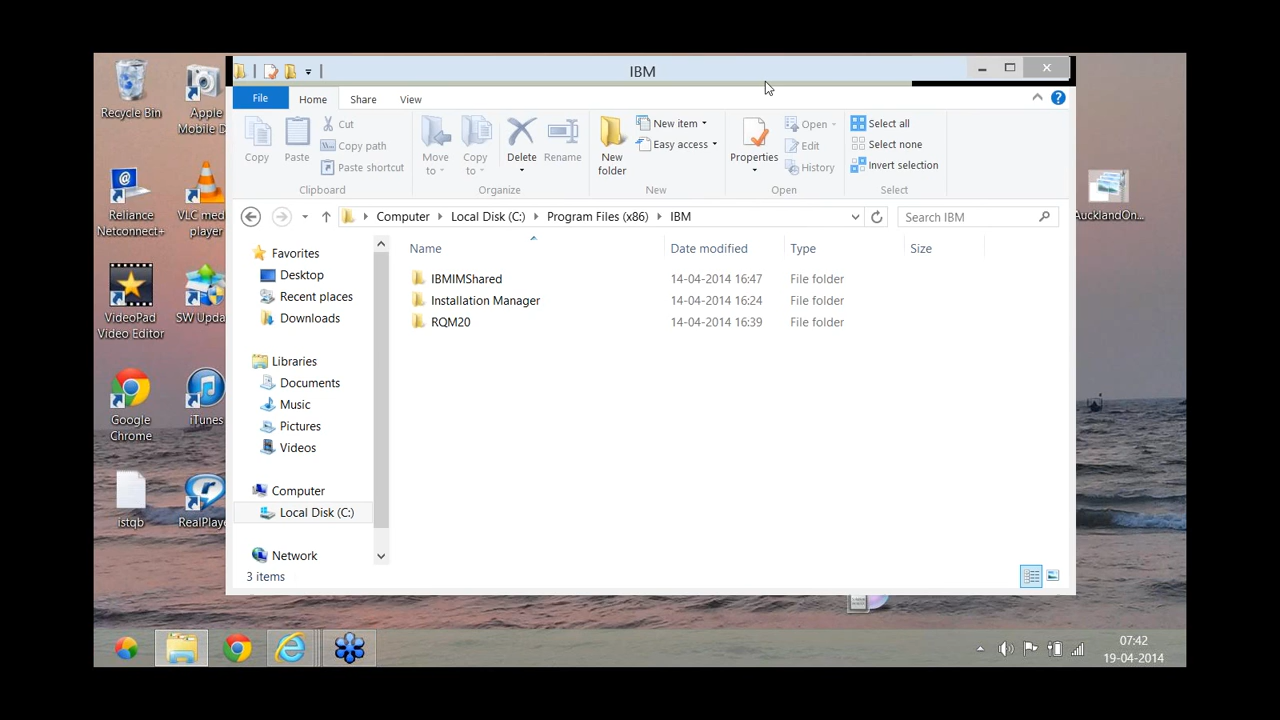 IBM
File
Home
Share
View
Copy
Paste
Cut
Copy path
Paste shortcut
Clipboard
Move to
Copy to
Delete
Rename
Organize
New folder
New item
Easy access
New
Properties
Open
Edit
History
Open
Select all
Select none
Invert selection
Select
Computer
Local Disk (C:)
Program Files (x86)
IBM
Search IBM
Favorites
Desktop
Recent places
Downloads
Libraries
Documents
Music
Pictures
Videos
Computer
Local Disk (C:)
Network
Name
Date modified
Type
Size
IBMIMShared
14-04-2014 16:47
File folder
Installation Manager
14-04-2014 16:24
File folder
RQM20
14-04-2014 16:39
File folder
3 items
Recycle Bin
Apple
Mobile D
Reliance
Netconnect+
VLC med
player
VideoPad
Video Editor
SW Upda
Google
Chrome
iTunes
istqb
RealPlaye
AucklandOn...
07:42
19-04-2014